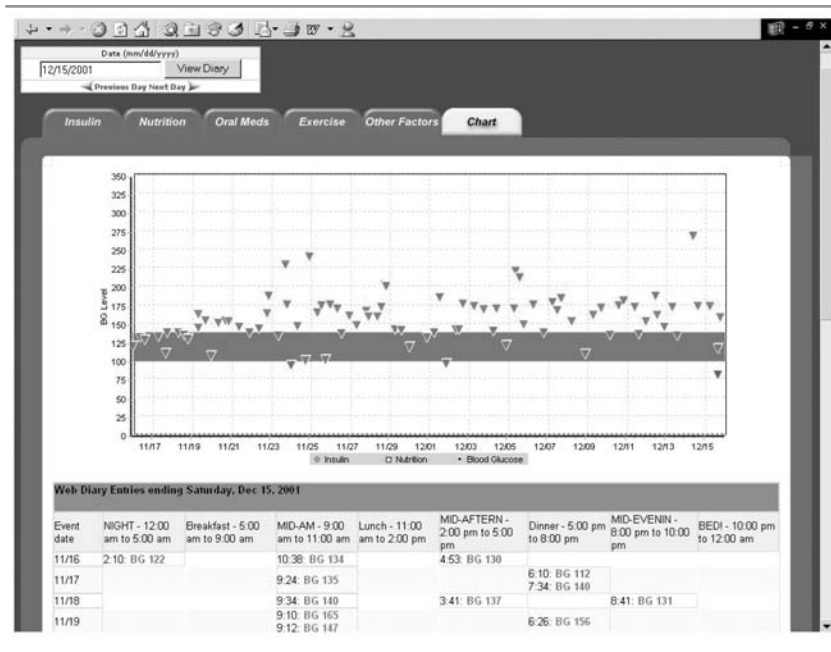 Date (mm/dd/yyyy)
12/15/2001 View Diary
Previous Day Next Day
Insulin Nutrition Oral Meds Exercise Other Factors Chart
350
325
300
275
250
225
200
175
150
125
100
75
50
25
0
BG Level
11/17 11/19 11/21 11/23 11/25 11/27 11/29 12/01 12/03 12/05 12/07 12/09 12/11 12/13 12/15
Insulin Nutrition Blood Glucose
Web Diary Entries ending Saturday, Dec 15, 2001
Event date NIGHT - 12:00 am to 5:00 am Breakfast - 5:00 am to 9:00 am MID-AM - 9:00 am to 11:00 am Lunch - 11:00 am to 2:00 pm MID-AFTERN - 2:00 pm to 5:00 pm Dinner - 5:00 pm to 8:00 pm MID-EVENIN - 8:00 pm to 10:00 pm BEDI - 10:00 pm to 12:00 am
11/16 2:10: BG 122 10:38: BG 134 4:53: BG 130
11/17 9:24: BG 135 6:10: BG 112
7:34: BG 140
11/18 9:34: BG 140 3:41: BG 137 8:41: BG 131
11/19 9:10: BG 165
9:12: BG 147 6:26: BG 156